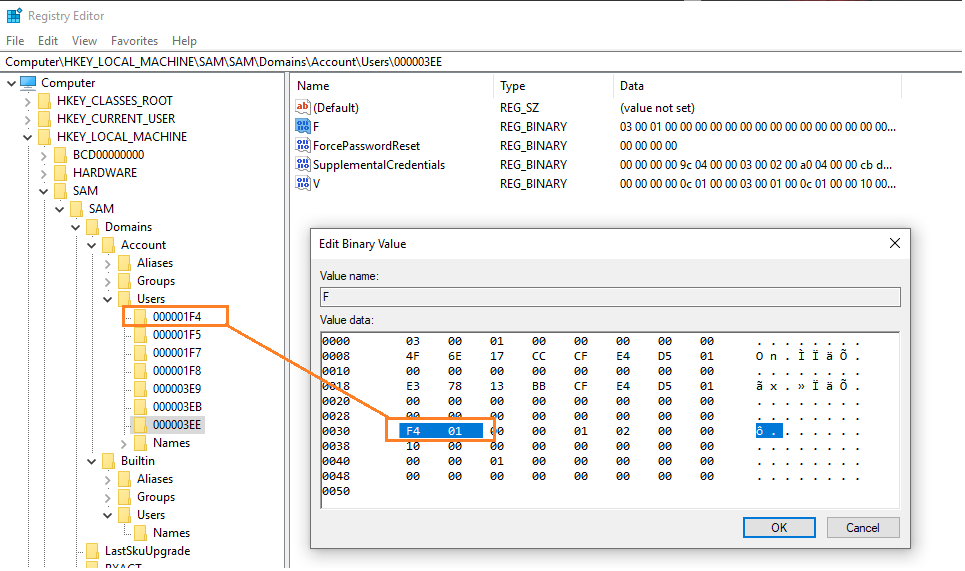 Registry Editor
File Edit View Favorites Help
Computer\HKEY_LOCAL_MACHINE\SAM\SAM\Domains\Account\Users\000003EE
Computer
HKEY_CLASSES_ROOT
HKEY_CURRENT_USER
HKEY_LOCAL_MACHINE
BCD00000000
HARDWARE
SAM
SAM
Domains
Account
Aliases
Groups
Users
000001F4
000001F5
000001F7
000001F8
000003E9
000003EB
000003EE
Names
Builtin
Aliases
Groups
Users
Names
LastSkuUpgrade
RXACT
Name Type Data
(Default) REG_SZ (value not set)
F REG_BINARY 03 00 01 00 00 00 00 00 00 00 00 00 00 00 00 00 00 00...
ForcePasswordReset REG_BINARY 00 00 00 00
SupplementalCredentials REG_BINARY 00 00 00 00 9c 04 00 00 03 00 02 00 a0 04 00 00 cb d...
V REG_BINARY 00 00 00 00 0c 01 00 00 03 00 01 00 0c 01 00 00 10 00...
Edit Binary Value
Value name:
F
Value data:
0000 03 00 01 00 00 00 00 00 . . . . . . . .
0008 4F 6E 17 CC CF E4 D5 01 O n . Ì Ï ä Õ .
0010 00 00 00 00 00 00 00 00 . . . . . . . .
0018 E3 78 13 BB CF E4 D5 01 ã x . » Ï ä Õ .
0020 00 00 00 00 00 00 00 00 . . . . . . . .
0028 00 00 00 00 00 00 00 00 . . . . . . . .
0030 F4 01 00 00 01 02 00 00 ô . . . . . . .
0038 10 00 00 00 00 00 00 00 . . . . . . . .
0040 00 00 01 00 00 00 00 00 . . . . . . . .
0048 00 00 00 00 00 00 00 00 . . . . . . . .
0050
OK Cancel